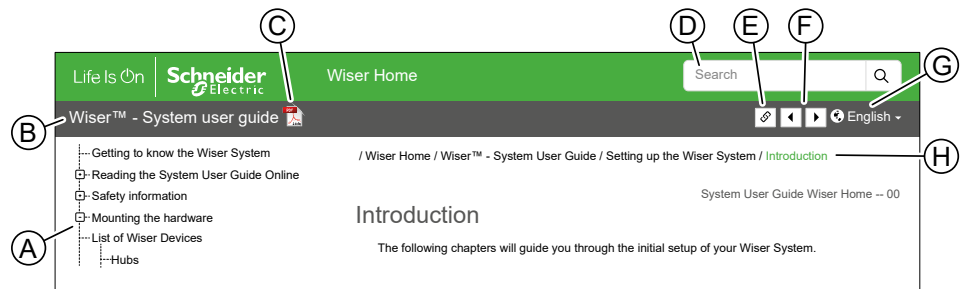 C
D
E
F
G
Life Is On
Schneider
Electric
Wiser Home
Search
B
Wiser™ - System user guide
PDF
English
A
Getting to know the Wiser System
Reading the System User Guide Online
Safety information
Mounting the hardware
List of Wiser Devices
Hubs
/ Wiser Home / Wiser™ - System User Guide / Setting up the Wiser System / Introduction
H
System User Guide Wiser Home -- 00
Introduction
The following chapters will guide you through the initial setup of your Wiser System.